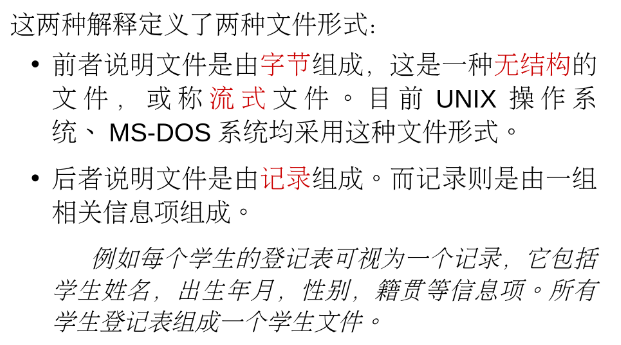 这两种解释定义了两种文件形式：
• 前者说明文件是由字节组成，这是一种无结构的
文件，或称流式文件。目前 UNIX 操作系
统、MS-DOS 系统均采用这种文件形式。
• 后者说明文件是由记录组成。而记录则是由一组
相关信息项组成。
例如每个学生的登记表可视为一个记录，它包括
学生姓名，出生年月，性别，籍贯等信息项。所有
学生登记表组成一个学生文件。